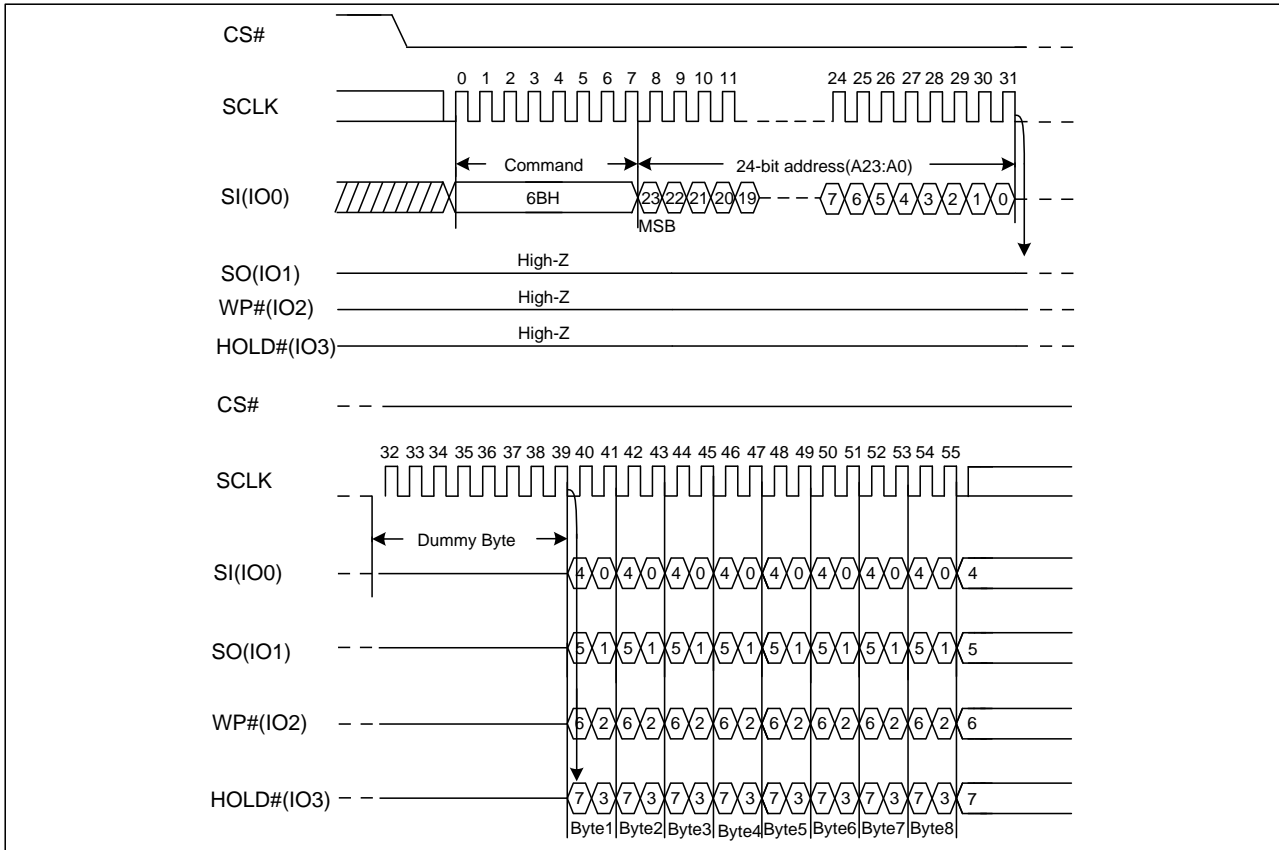 CS#
0 1 2 3 4 5 6 7 8 9 10 11 24 25 26 27 28 29 30 31
SCLK
Command 24-bit address(A23:A0)
SI(IO0) 6BH 23 22 21 20 19 7 6 5 4 3 2 1 0
MSB
SO(IO1) High-Z
WP#(IO2) High-Z
HOLD#(IO3) High-Z
CS#
32 33 34 35 36 37 38 39 40 41 42 43 44 45 46 47 48 49 50 51 52 53 54 55
SCLK
Dummy Byte
SI(IO0) 4 0 4 0 4 0 4 0 4 0 4 0 4 0 4 0 4
SO(IO1) 5 1 5 1 5 1 5 1 5 1 5 1 5 1 5 1 5
WP#(IO2) 6 2 6 2 6 2 6 2 6 2 6 2 6 2 6 2 6
HOLD#(IO3) 7 3 7 3 7 3 7 3 7 3 7 3 7 3 7 3 7
Byte1 Byte2 Byte3 Byte4 Byte5 Byte6 Byte7 Byte8